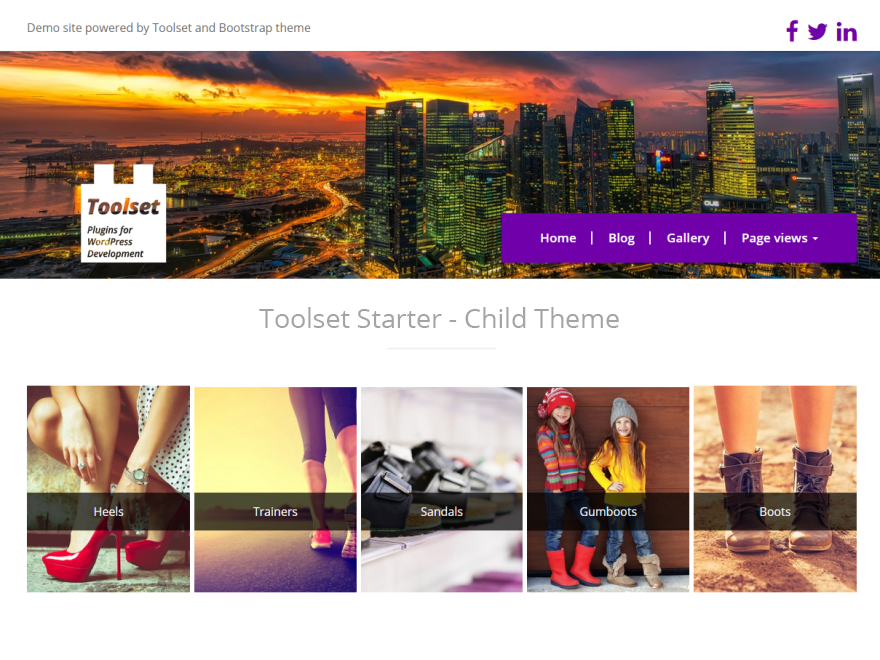 Demo site powered by Toolset and Bootstrap theme
Toolset
Plugins for
WordPress
Development
Home | Blog | Gallery | Page views
Toolset Starter - Child Theme
Heels
Trainers
Sandals
Gumboots
Boots